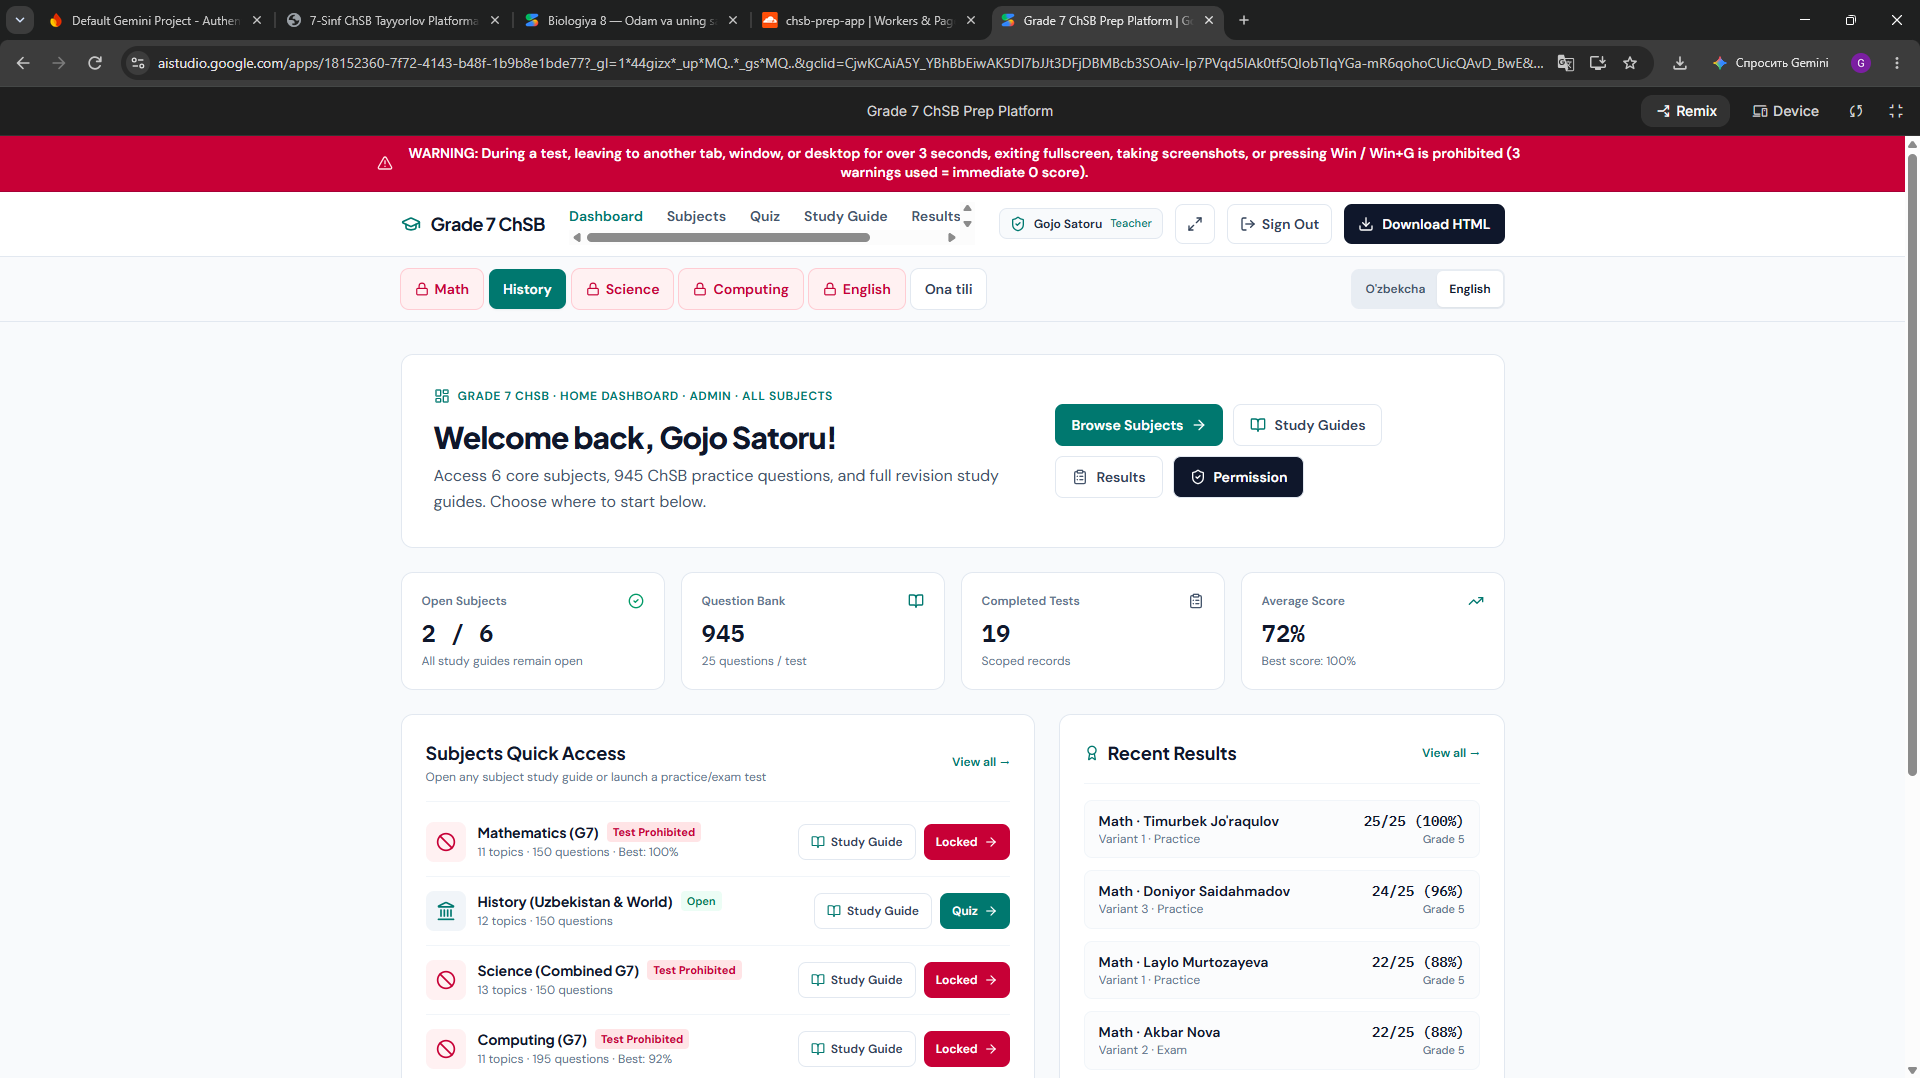 Default Gemini Project - Authen
7-Sinf ChSB Tayyorlov Platforma
Biologiya 8 — Odam va uning s
chsb-prep-app | Workers & Pag
Grade 7 ChSB Prep Platform | G
aistudio.google.com/apps/18152360-7f72-4143-b48f-1b9b8e1bde77?_gl=1*44gizx*_up*MQ..*_gs*MQ..&gclid=CjwKCAiA5Y_YBhBbEiwAK5DI7bJJt3DFjDBMBcb3SOAiv-Ip7PVqd5IAk0tf5QIobTIqYGa-mR6qohoCUicQAvD_BwE&...
Спросить Gemini
G
Grade 7 ChSB Prep Platform
Remix
Device
WARNING: During a test, leaving to another tab, window, or desktop for over 3 seconds, exiting fullscreen, taking screenshots, or pressing Win / Win+G is prohibited (3
warnings used = immediate 0 score).
Grade 7 ChSB
Dashboard
Subjects
Quiz
Study Guide
Results
Gojo Satoru Teacher
Sign Out
Download HTML
Math
History
Science
Computing
English
Ona tili
O'zbekcha
English
GRADE 7 CHSB · HOME DASHBOARD · ADMIN · ALL SUBJECTS
Welcome back, Gojo Satoru!
Access 6 core subjects, 945 ChSB practice questions, and full revision study
guides. Choose where to start below.
Browse Subjects →
Study Guides
Results
Permission
Open Subjects
2 / 6
All study guides remain open
Question Bank
945
25 questions / test
Completed Tests
19
Scoped records
Average Score
72%
Best score: 100%
Subjects Quick Access
Open any subject study guide or launch a practice/exam test
View all →
Mathematics (G7) Test Prohibited
11 topics · 150 questions · Best: 100%
Study Guide
Locked →
History (Uzbekistan & World) Open
12 topics · 150 questions
Study Guide
Quiz →
Science (Combined G7) Test Prohibited
13 topics · 150 questions
Study Guide
Locked →
Computing (G7) Test Prohibited
11 topics · 195 questions · Best: 92%
Study Guide
Locked →
Recent Results
View all →
Math · Timurbek Jo'raqulov 25/25 (100%)
Variant 1 · Practice Grade 5
Math · Doniyor Saidahmadov 24/25 (96%)
Variant 3 · Practice Grade 5
Math · Laylo Murtozayeva 22/25 (88%)
Variant 1 · Practice Grade 5
Math · Akbar Nova 22/25 (88%)
Variant 2 · Exam Grade 5